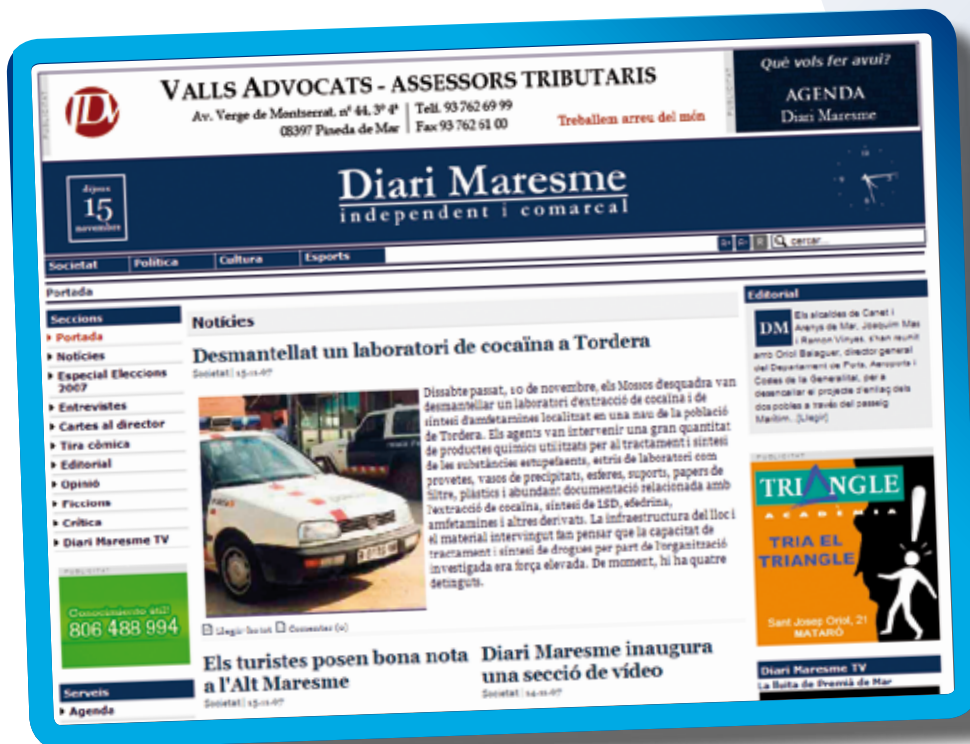 PUBLICITAT
VALLS ADVOCATS - ASSESSORS TRIBUTARIS
Av. Verge de Montserrat, nº 44, 3º 4ª
08397 Pineda de Mar
Telf. 93 762 69 99
Fax 93 762 61 00
Treballem arreu del món
PUBLICITAT
Què vols fer avui?
AGENDA
Diari Maresme
dijous
15
novembre
Diari Maresme
independent i comarcal
Societat
Política
Cultura
Esports
cercar...
Portada
Seccions
Portada
Notícies
Especial Eleccions
2007
Entrevistes
Cartes al director
Tira còmica
Editorial
Opinió
Ficcions
Crítica
Diari Maresme TV
PUBLICITAT
Conocimiento útil!
806 488 994
Serveis
Agenda
Notícies
Desmantellat un laboratori de cocaïna a Tordera
Societat | 15-11-07
Dissabte passat, 10 de novembre, els Mossos desquadra van
desmantellar un laboratori d'extracció de cocaïna i de
síntesi d'amfetamines localitzat en una nau de la població
de Tordera. Els agents van intervenir una gran quantitat
de productes químics utilitzats per al tractament i síntesi
de les substàncies estupefaents, estris de laboratori com
provetes, vasos de precipitats, esferes, suports, papers de
filtre, plàstics i abundant documentació relacionada amb
l'extracció de cocaïna, síntesi de LSD, efedrina,
amfetamines i altres derivats. La infraestructura del lloc i
el material intervingut fan pensar que la capacitat de
tractament i síntesi de drogues per part de l'organització
investigada era força elevada. De moment, hi ha quatre
detinguts.
Llegir-ho tot Comentar (0)
Els turistes posen bona nota
a l'Alt Maresme
Societat | 15-11-07
Diari Maresme inaugura
una secció de vídeo
Societat | 14-11-07
Editorial
DM
Els alcaldes de Canet i
Arenys de Mar, Joaquim Mas
i Ramon Vinyes, s'han reunit
amb Oriol Balaguer, director general
del Departament de Ports, Aeroports i
Costes de la Generalitat, per a
desencallar el projecte d'enllaç dels
dos pobles a través del passeig
Marítim. [Llegir]
PUBLICITAT
TRIANGLE
ACADÈMIA
TRIA EL
TRIANGLE
Sant Josep Oriol, 21
MATARÓ
Diari Maresme TV
La lluita de Premià de Mar